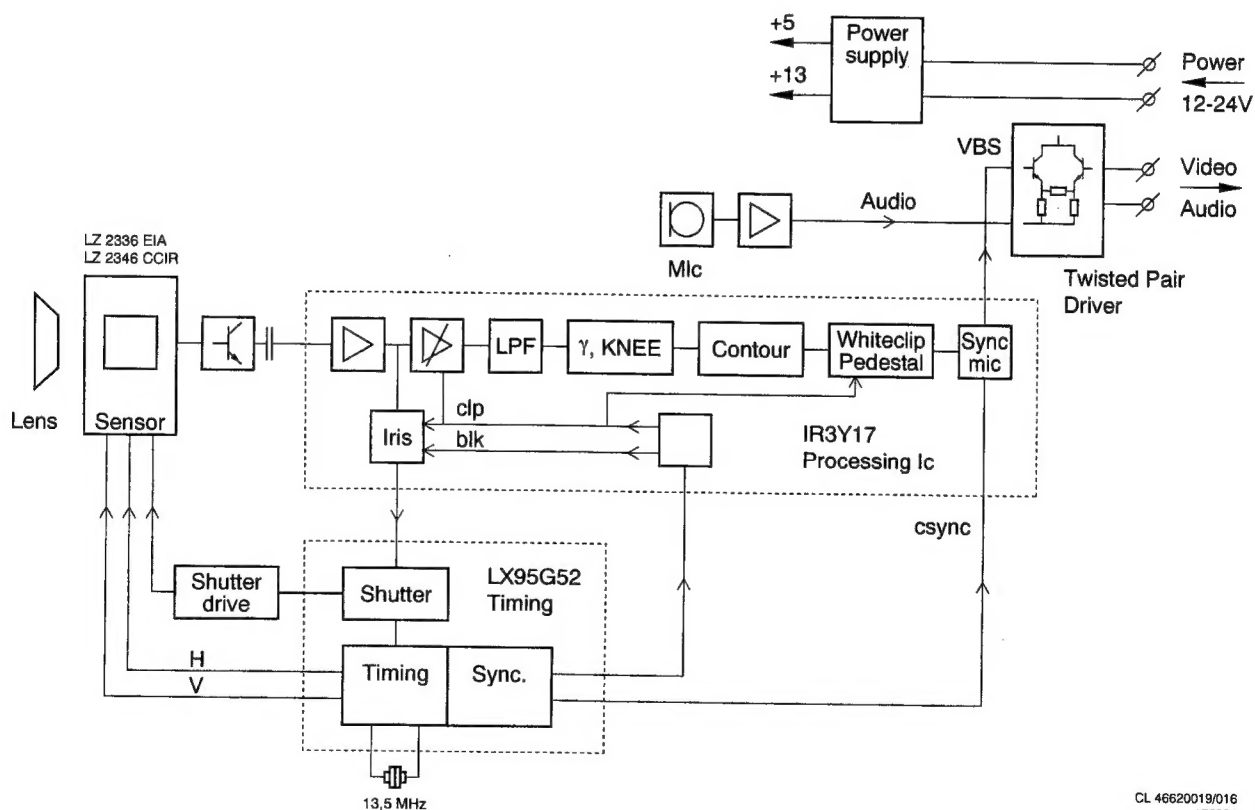 +5
Power
supply
Power
+13
12-24V
VBS
Video
Audio
Audio
MIc
Twisted Pair
Driver
LZ 2336 EIA
LZ 2346 CCIR
LPF
γ, KNEE
Contour
Whiteclip
Pedestal
Sync
mic
Lens
Sensor
Iris
clp
blk
IR3Y17
Processing Ic
csync
LX95G52
Timing
Shutter
drive
Shutter
H
V
Timing
Sync.
13,5 MHz
CL 46620019/016